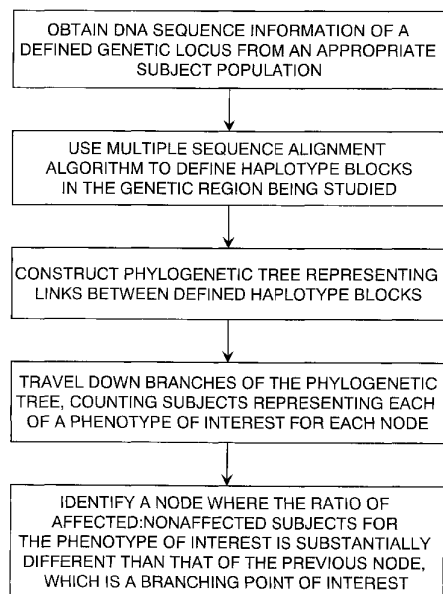 OBTAIN DNA SEQUENCE INFORMATION OF A
DEFINED GENETIC LOCUS FROM AN APPROPRIATE
SUBJECT POPULATION
USE MULTIPLE SEQUENCE ALIGNMENT
ALGORITHM TO DEFINE HAPLOTYPE BLOCKS
IN THE GENETIC REGION BEING STUDIED
CONSTRUCT PHYLOGENETIC TREE REPRESENTING
LINKS BETWEEN DEFINED HAPLOTYPE BLOCKS
TRAVEL DOWN BRANCHES OF THE PHYLOGENETIC
TREE, COUNTING SUBJECTS REPRESENTING EACH
OF A PHENOTYPE OF INTEREST FOR EACH NODE
IDENTIFY A NODE WHERE THE RATIO OF
AFFECTED:NONAFFECTED SUBJECTS FOR
THE PHENOTYPE OF INTEREST IS SUBSTANTIALLY
DIFFERENT THAN THAT OF THE PREVIOUS NODE,
WHICH IS A BRANCHING POINT OF INTEREST